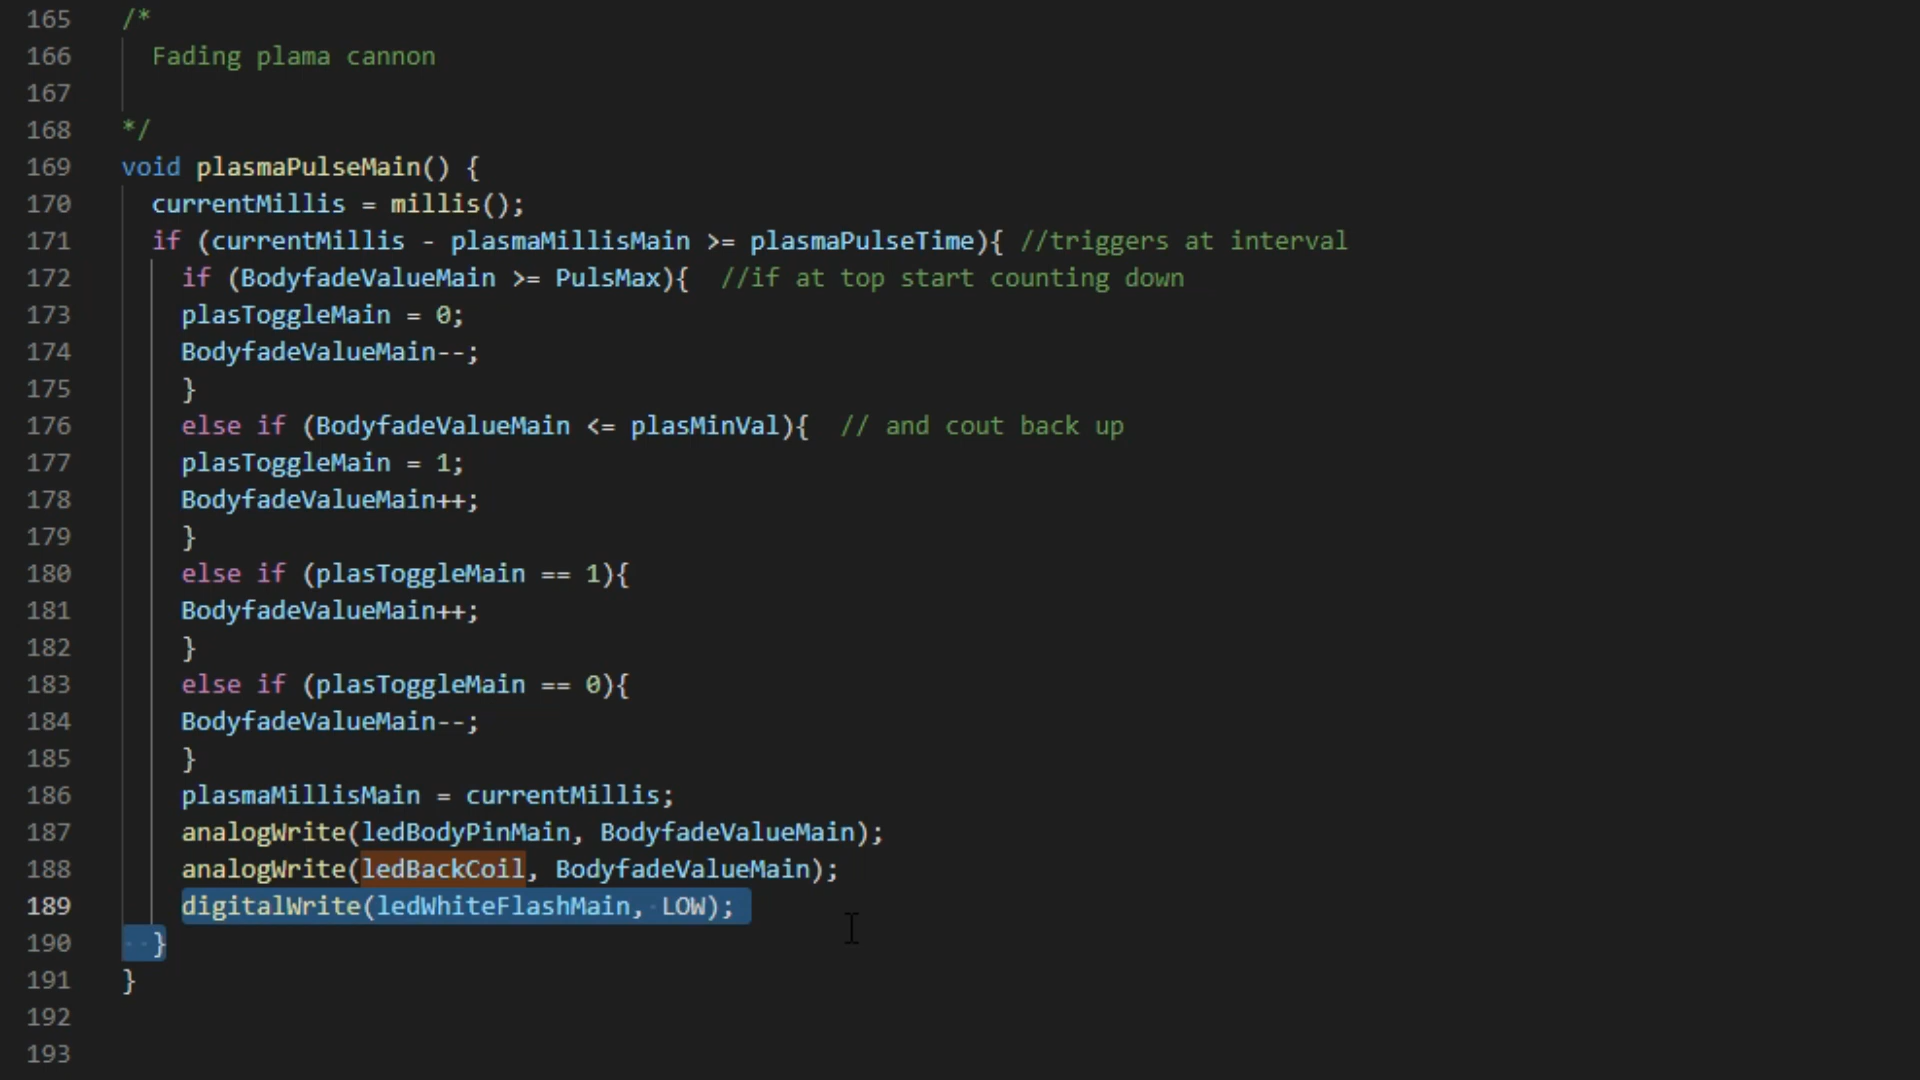 165 /*
166 Fading plama cannon
167
168 */
169 void plasmaPulseMain() {
170 currentMillis = millis();
171 if (currentMillis - plasmaMillisMain >= plasmaPulseTime){ //triggers at interval
172 if (BodyfadeValueMain >= PulsMax){ //if at top start counting down
173 plasToggleMain = 0;
174 BodyfadeValueMain--;
175 }
176 else if (BodyfadeValueMain <= plasMinVal){ // and cout back up
177 plasToggleMain = 1;
178 BodyfadeValueMain++;
179 }
180 else if (plasToggleMain == 1){
181 BodyfadeValueMain++;
182 }
183 else if (plasToggleMain == 0){
184 BodyfadeValueMain--;
185 }
186 plasmaMillisMain = currentMillis;
187 analogWrite(ledBodyPinMain, BodyfadeValueMain);
188 analogWrite(ledBackCoil, BodyfadeValueMain);
189 digitalWrite(ledWhiteFlashMain, LOW);
190 }
191 }
192
193